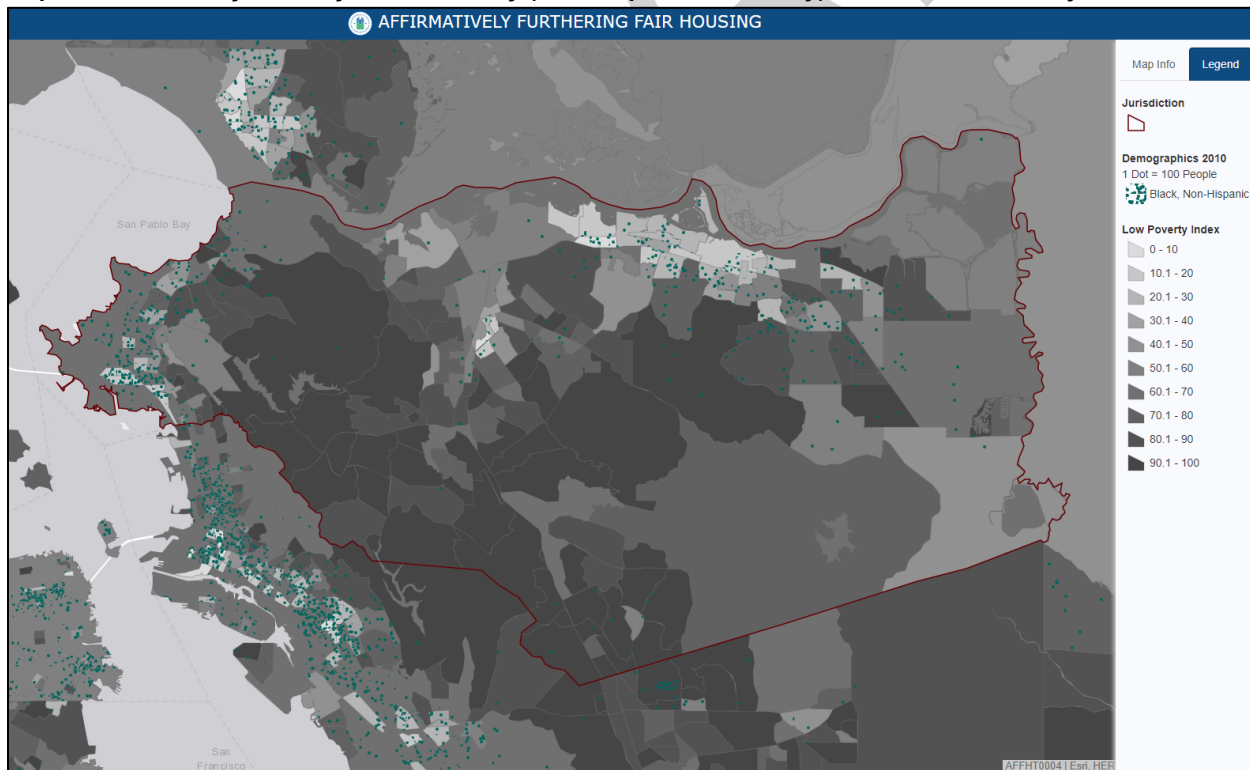 AFFIRMATIVELY FURTHERING FAIR HOUSING
Map Info
Legend
Jurisdiction
Demographics 2010
1 Dot = 100 People
Black, Non-Hispanic
Low Poverty Index
0 - 10
10.1 - 20
20.1 - 30
30.1 - 40
40.1 - 50
50.1 - 60
60.1 - 70
70.1 - 80
80.1 - 90
90.1 - 100
San Pablo Bay
San
Francisco
AFFHT0004 | Esri, HER